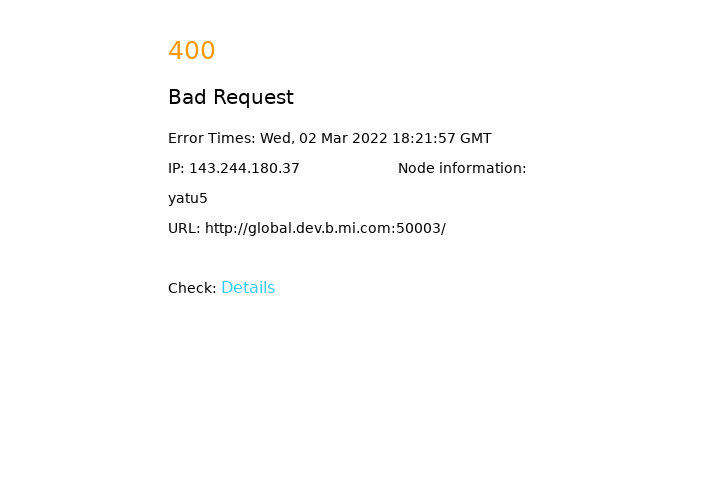 400
Bad Request
Error Times: Wed, 02 Mar 2022 18:21:57 GMT
IP: 143.244.180.37 Node information:
yatu5
URL: http://global.dev.b.mi.com:50003/
Check: Details